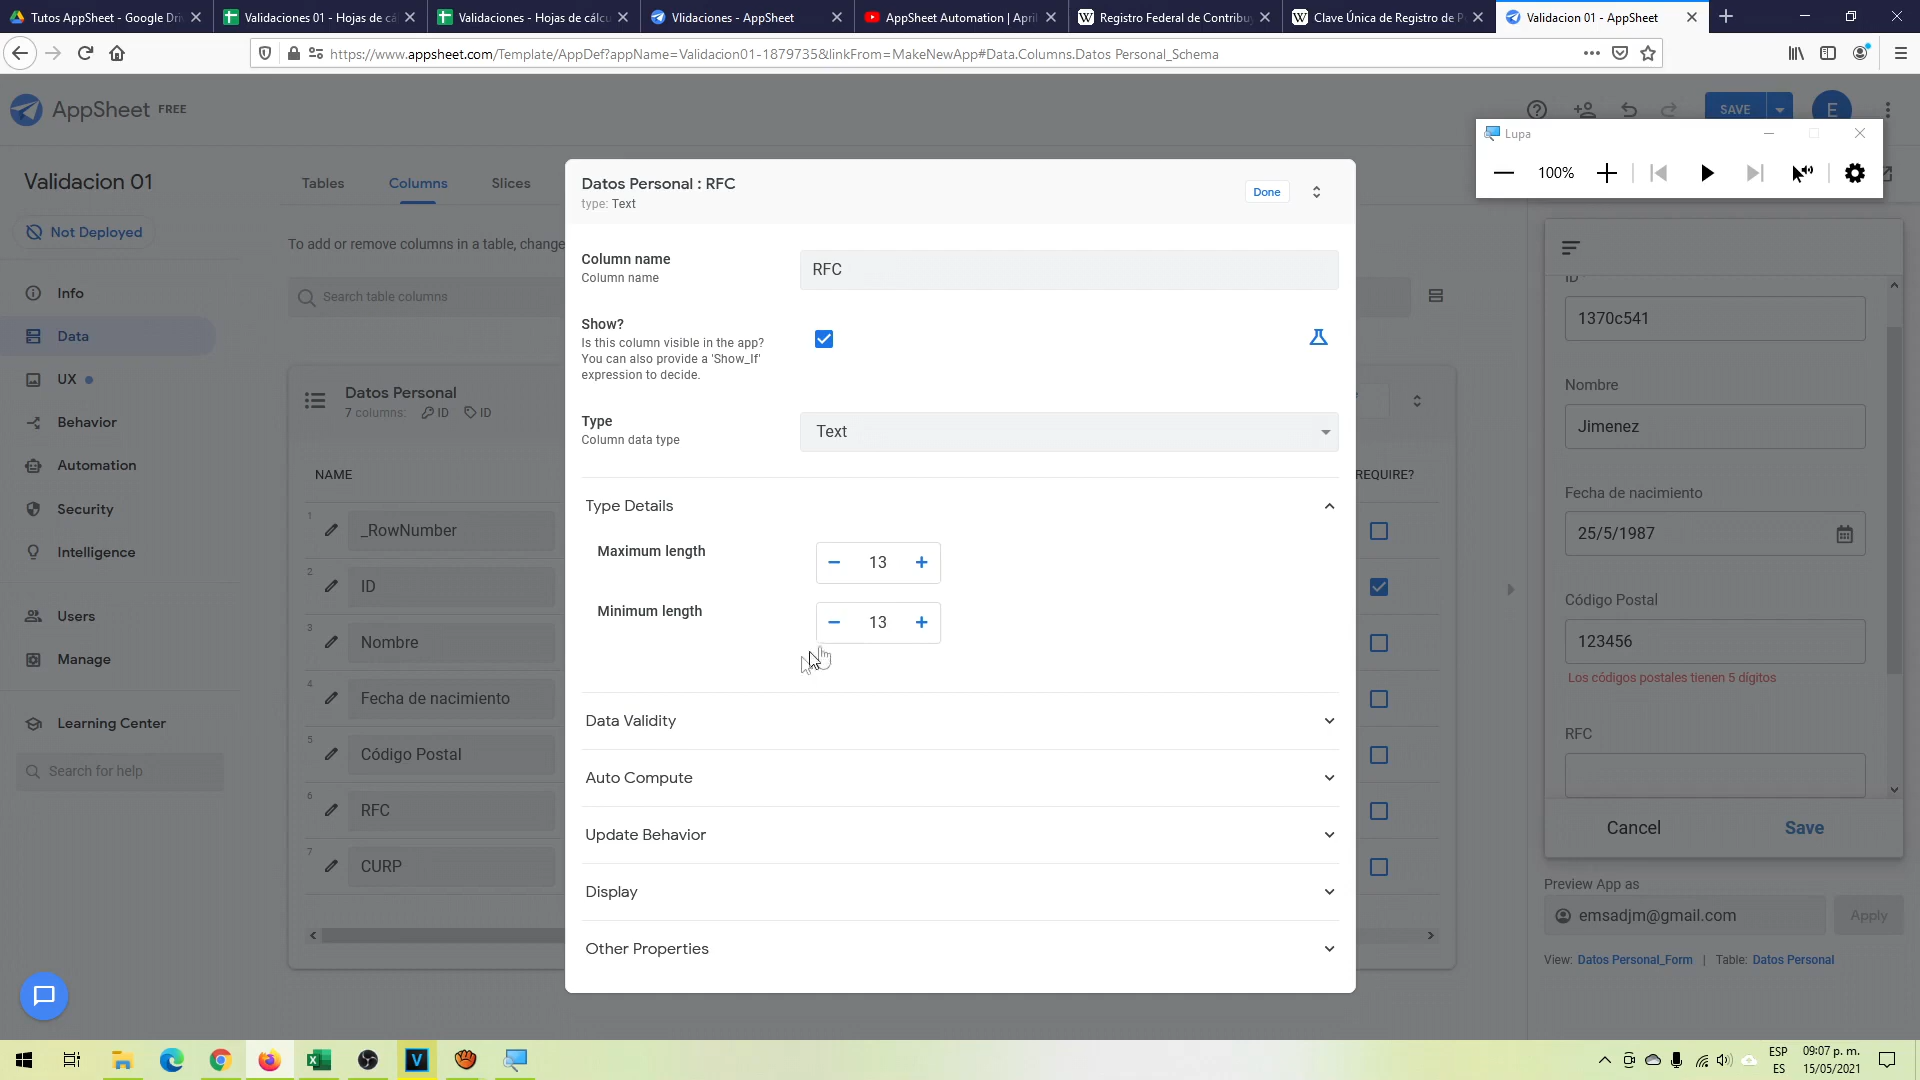 Tutos AppSheet - Google Dri
Validaciones 01 - Hojas de cá
Validaciones - Hojas de cálcu
Vlidaciones - AppSheet
AppSheet Automation | April
Registro Federal de Contribu
Clave Única de Registro de P
Validacion 01 - AppSheet
https://www.appsheet.com/Template/AppDef?appName=Validacion01-1879735&linkFrom=MakeNewApp#Data.Columns.Datos Personal_Schema
AppSheet FREE
SAVE
E
Lupa
100%
Validacion 01
Not Deployed
Info
Data
UX
Behavior
Automation
Security
Intelligence
Users
Manage
Learning Center
Search for help
Tables
Columns
Slices
To add or remove columns in a table, change
Search table columns
Datos Personal
7 columns: ID ID
NAME
REQUIRE?
1 _RowNumber
2 ID
3 Nombre
4 Fecha de nacimiento
5 Código Postal
6 RFC
7 CURP
Datos Personal : RFC
type: Text
Done
Column name
Column name
RFC
Show?
Is this column visible in the app?
You can also provide a 'Show_If'
expression to decide.
Type
Column data type
Text
Type Details
Maximum length
13
Minimum length
13
Data Validity
Auto Compute
Update Behavior
Display
Other Properties
ID
1370c541
Nombre
Jimenez
Fecha de nacimiento
25/5/1987
Código Postal
123456
Los códigos postales tienen 5 dígitos
RFC
Cancel
Save
Preview App as
emsadjm@gmail.com
Apply
View: Datos Personal_Form | Table: Datos Personal
ESP
ES
09:07 p. m.
15/05/2021